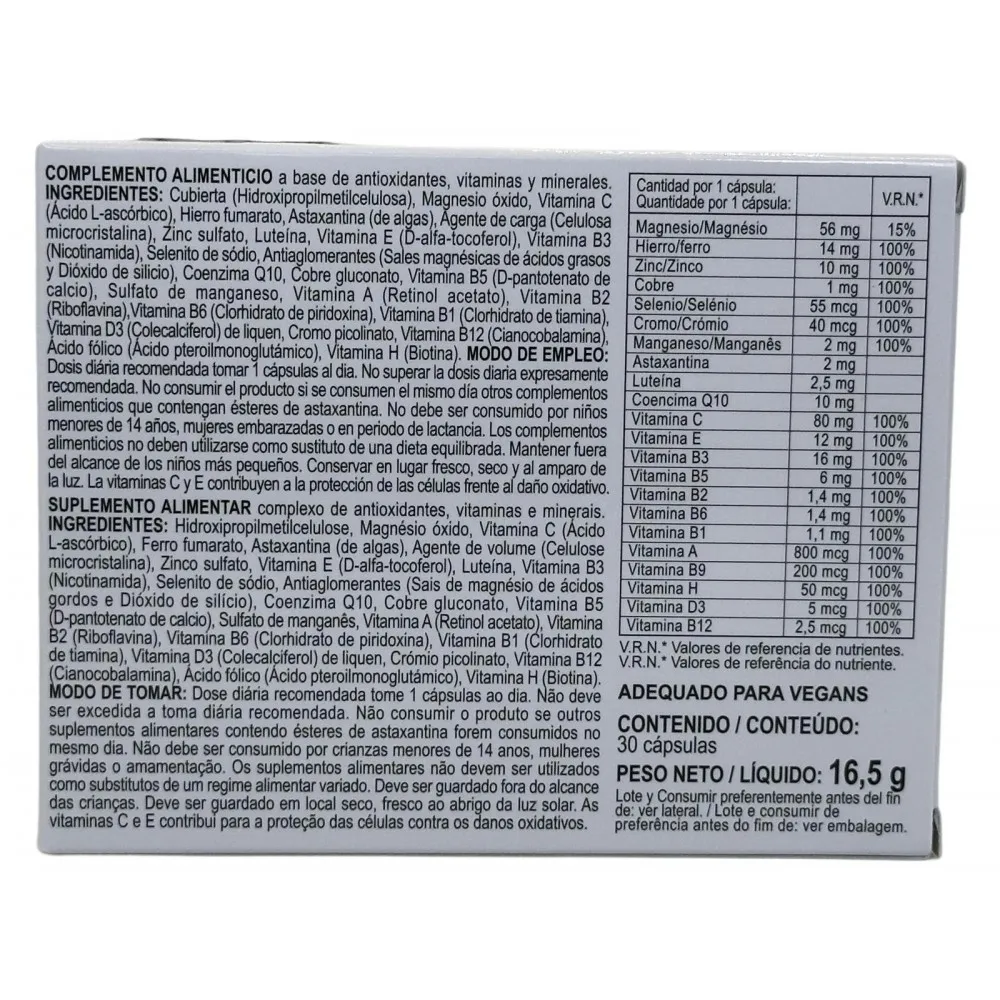 COMPLEMENTO ALIMENTICIO a base de antioxidantes, vitaminas y minerales.
INGREDIENTES: Cubierta (Hidroxipropilmetilcelulosa), Magnesio óxido, Vitamina C
(Ácido L-ascórbico), Hierro fumarato, Astaxantina (de algas), Agente de carga (Celulosa
microcristalina), Zinc sulfato, Luteína, Vitamina E (D-alfa-tocoferol), Vitamina B3
(Nicotinamida), Selenito de sódio, Antiaglomerantes (Sales magnésicas de ácidos grasos
y Dióxido de silicio), Coenzima Q10, Cobre gluconato, Vitamina B5 (D-pantotenato de
calcio), Sulfato de manganeso, Vitamina A (Retinol acetato), Vitamina B2
(Riboflavina),Vitamina B6 (Clorhidrato de piridoxina), Vitamina B1 (Clorhidrato de tiamina),
Vitamina D3 (Colecalciferol) de liquen, Cromo picolinato, Vitamina B12 (Cianocobalamina),
Ácido fólico (Ácido pteroilmonoglutámico), Vitamina H (Biotina). MODO DE EMPLEO:
Dosis diária recomendada tomar 1 cápsulas al dia. No superar la dosis diaria expresamente
recomendada. No consumir el producto si se consumen el mismo día otros complementos
alimenticios que contengan ésteres de astaxantina. No debe ser consumido por niños
menores de 14 años, mujeres embarazadas o en periodo de lactancia. Los complementos
alimenticios no deben utilizarse como sustituto de una dieta equilibrada. Mantener fuera
del alcance de los niños más pequeños. Conservar en lugar fresco, seco y al amparo de
la luz. La vitaminas C y E contribuyen a la protección de las células frente al daño oxidativo.
SUPLEMENTO ALIMENTAR complexo de antioxidantes, vitaminas e minerais.
INGREDIENTES: Hidroxipropilmetilcelulose, Magnésio óxido, Vitamina C (Ácido
L-ascórbico), Ferro fumarato, Astaxantina (de algas), Agente de volume (Celulose
microcristalina), Zinco sulfato, Vitamina E (D-alfa-tocoferol), Luteína, Vitamina B3
(Nicotinamida), Selenito de sódio, Antiaglomerantes (Sais de magnésio de ácidos
gordos e Dióxido de silício), Coenzima Q10, Cobre gluconato, Vitamina B5
(D-pantotenato de calcio), Sulfato de manganês, Vitamina A (Retinol acetato), Vitamina
B2 (Riboflavina), Vitamina B6 (Clorhidrato de piridoxina), Vitamina B1 (Clorhidrato
de tiamina), Vitamina D3 (Colecalciferol) de liquen, Crómio picolinato, Vitamina B12
(Cianocobalamina), Ácido fólico (Ácido pteroilmonoglutámico), Vitamina H (Biotina).
MODO DE TOMAR: Dose diária recomendada tome 1 cápsulas ao dia. Não deve
ser excedida a toma diária recomendada. Não consumir o produto se outros
suplementos alimentares contendo ésteres de astaxantina forem consumidos no
mesmo dia. Não debe ser consumido por crianzas menores de 14 anos, mulheres
grávidas o amamentação. Os suplementos alimentares não devem ser utilizados
como substitutos de um regime alimentar variado. Deve ser guardado fora do alcance
das crianças. Deve ser guardado em local seco, fresco ao abrigo da luz solar. As
vitaminas C e E contribui para a proteção das células contra os danos oxidativos.
Cantidad por 1 cápsula:
Quantidade por 1 cápsula: V.R.N.*
Magnesio/Magnésio 56 mg 15%
Hierro/ferro 14 mg 100%
Zinc/Zinco 10 mg 100%
Cobre 1 mg 100%
Selenio/Selénio 55 mcg 100%
Cromo/Crómio 40 mcg 100%
Manganeso/Manganês 2 mg 100%
Astaxantina 2 mg
Luteína 2,5 mg
Coencima Q10 10 mg
Vitamina C 80 mg 100%
Vitamina E 12 mg 100%
Vitamina B3 16 mg 100%
Vitamina B5 6 mg 100%
Vitamina B2 1,4 mg 100%
Vitamina B6 1,4 mg 100%
Vitamina B1 1,1 mg 100%
Vitamina A 800 mcg 100%
Vitamina B9 200 mcg 100%
Vitamina H 50 mcg 100%
Vitamina D3 5 mcg 100%
Vitamina B12 2,5 mcg 100%
V.R.N.* Valores de referencia de nutrientes.
V.R.N.* Valores de referência do nutriente.
ADEQUADO PARA VEGANS
CONTENIDO / CONTEÚDO:
30 cápsulas
PESO NETO / LÍQUIDO: 16,5 g
Lote y Consumir preferentemente antes del fin
de: ver lateral. / Lote e consumir de
preferência antes do fim de: ver embalagem.